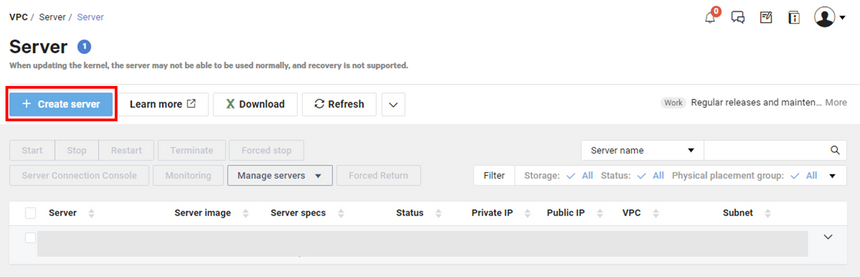 VPC / Server / Server
0
Server 1
When updating the kernel, the server may not be able to be used normally, and recovery is not supported.
+ Create server Learn more Download Refresh Work Regular releases and mainten... More
Start Stop Restart Terminate Forced stop Server name
Server Connection Console Monitoring Manage servers Forced Return Filter Storage: All Status: All Physical placement group: All
Server Server image Server specs Status Private IP Public IP VPC Subnet